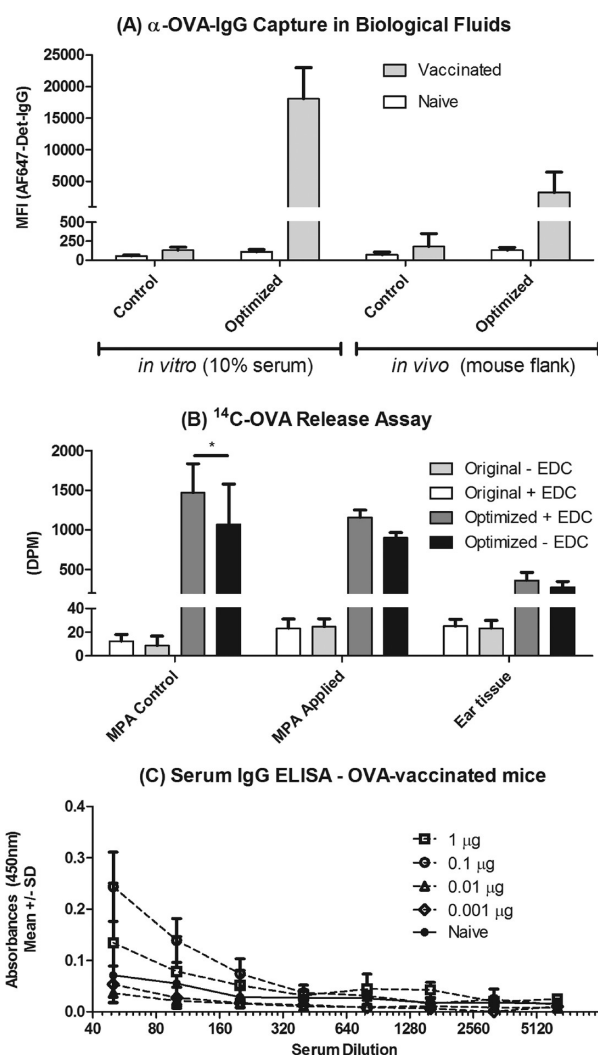 (A) α-OVA-IgG Capture in Biological Fluids
MFI (AF647-Det-IgG)
25000
20000
15000
10000
5000
500
250
0
Vaccinated
Naive
Control
Optimized
Control
Optimized
in vitro (10% serum)
in vivo (mouse flank)
(B) ¹⁴C-OVA Release Assay
(DPM)
2000
1500
1000
500
40
20
0
*
Original - EDC
Original + EDC
Optimized + EDC
Optimized - EDC
MPA Control
MPA Applied
Ear tissue
(C) Serum IgG ELISA - OVA-vaccinated mice
Absorbances (450nm)
Mean +/- SD
0.4
0.3
0.2
0.1
0.0
1 μg
0.1 μg
0.01 μg
0.001 μg
Naive
40
80
160
320
640
1280
2560
5120
Serum Dilution